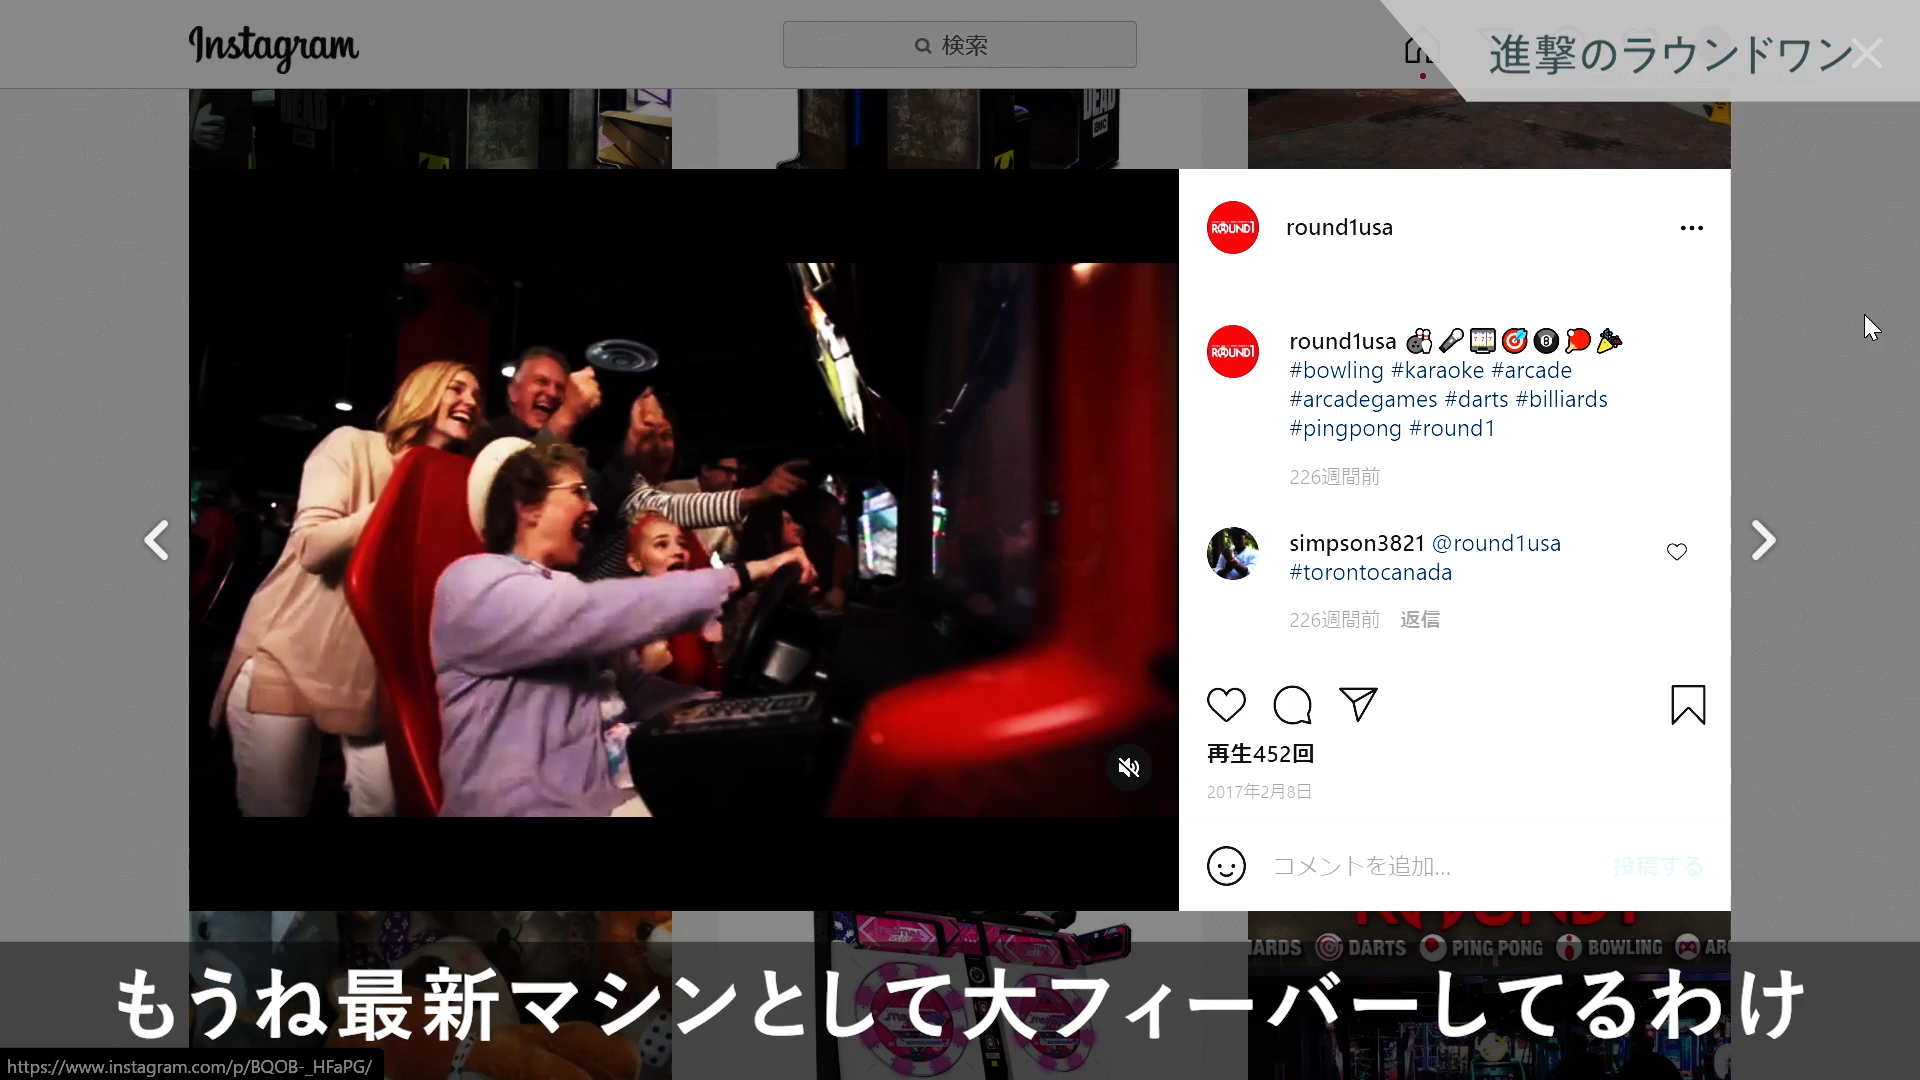 Instagram
検索
進撃のラウンドワン
DEAD
DEAD
AMC
ROUND1
round1usa
ROUND1
round1usa
#bowling #karaoke #arcade
#arcadegames #darts #billiards
#pingpong #round1
226週間前
simpson3821 @round1usa
#torontocanada
226週間前 返信
再生452回
2017年2月8日
コメントを追加...
投稿する
DARTS PING PONG BOWLING
もうね最新マシンとして大フィーバーしてるわけ
https://www.instagram.com/p/BQOB-_HFaPG/